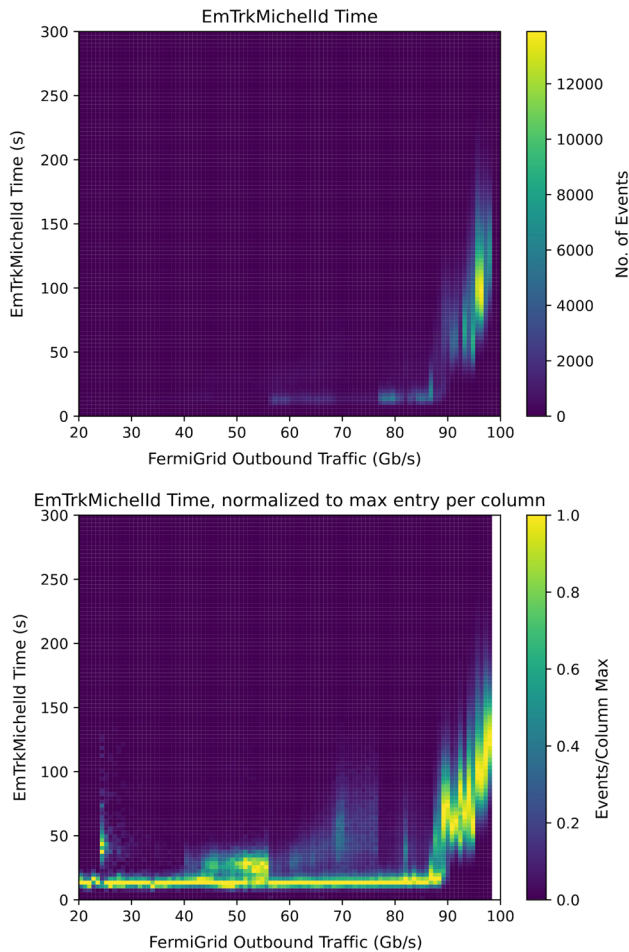 EmTrkMichelId Time
300
250
200
150
100
50
0
EmTrkMichelId Time (s)
20 30 40 50 60 70 80 90 100
FermiGrid Outbound Traffic (Gb/s)
12000
10000
8000
6000
4000
2000
0
No. of Events
EmTrkMichelId Time, normalized to max entry per column
300
250
200
150
100
50
0
EmTrkMichelId Time (s)
20 30 40 50 60 70 80 90 100
FermiGrid Outbound Traffic (Gb/s)
1.0
0.8
0.6
0.4
0.2
0.0
Events/Column Max